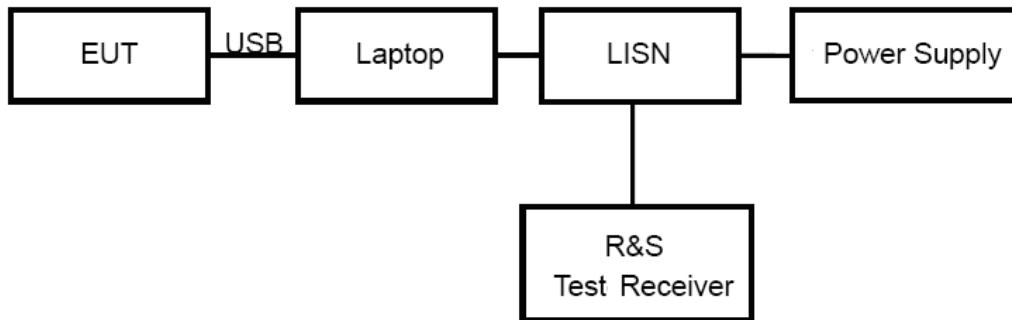 EUT
USB
Laptop
LISN
Power Supply
R&S
Test Receiver